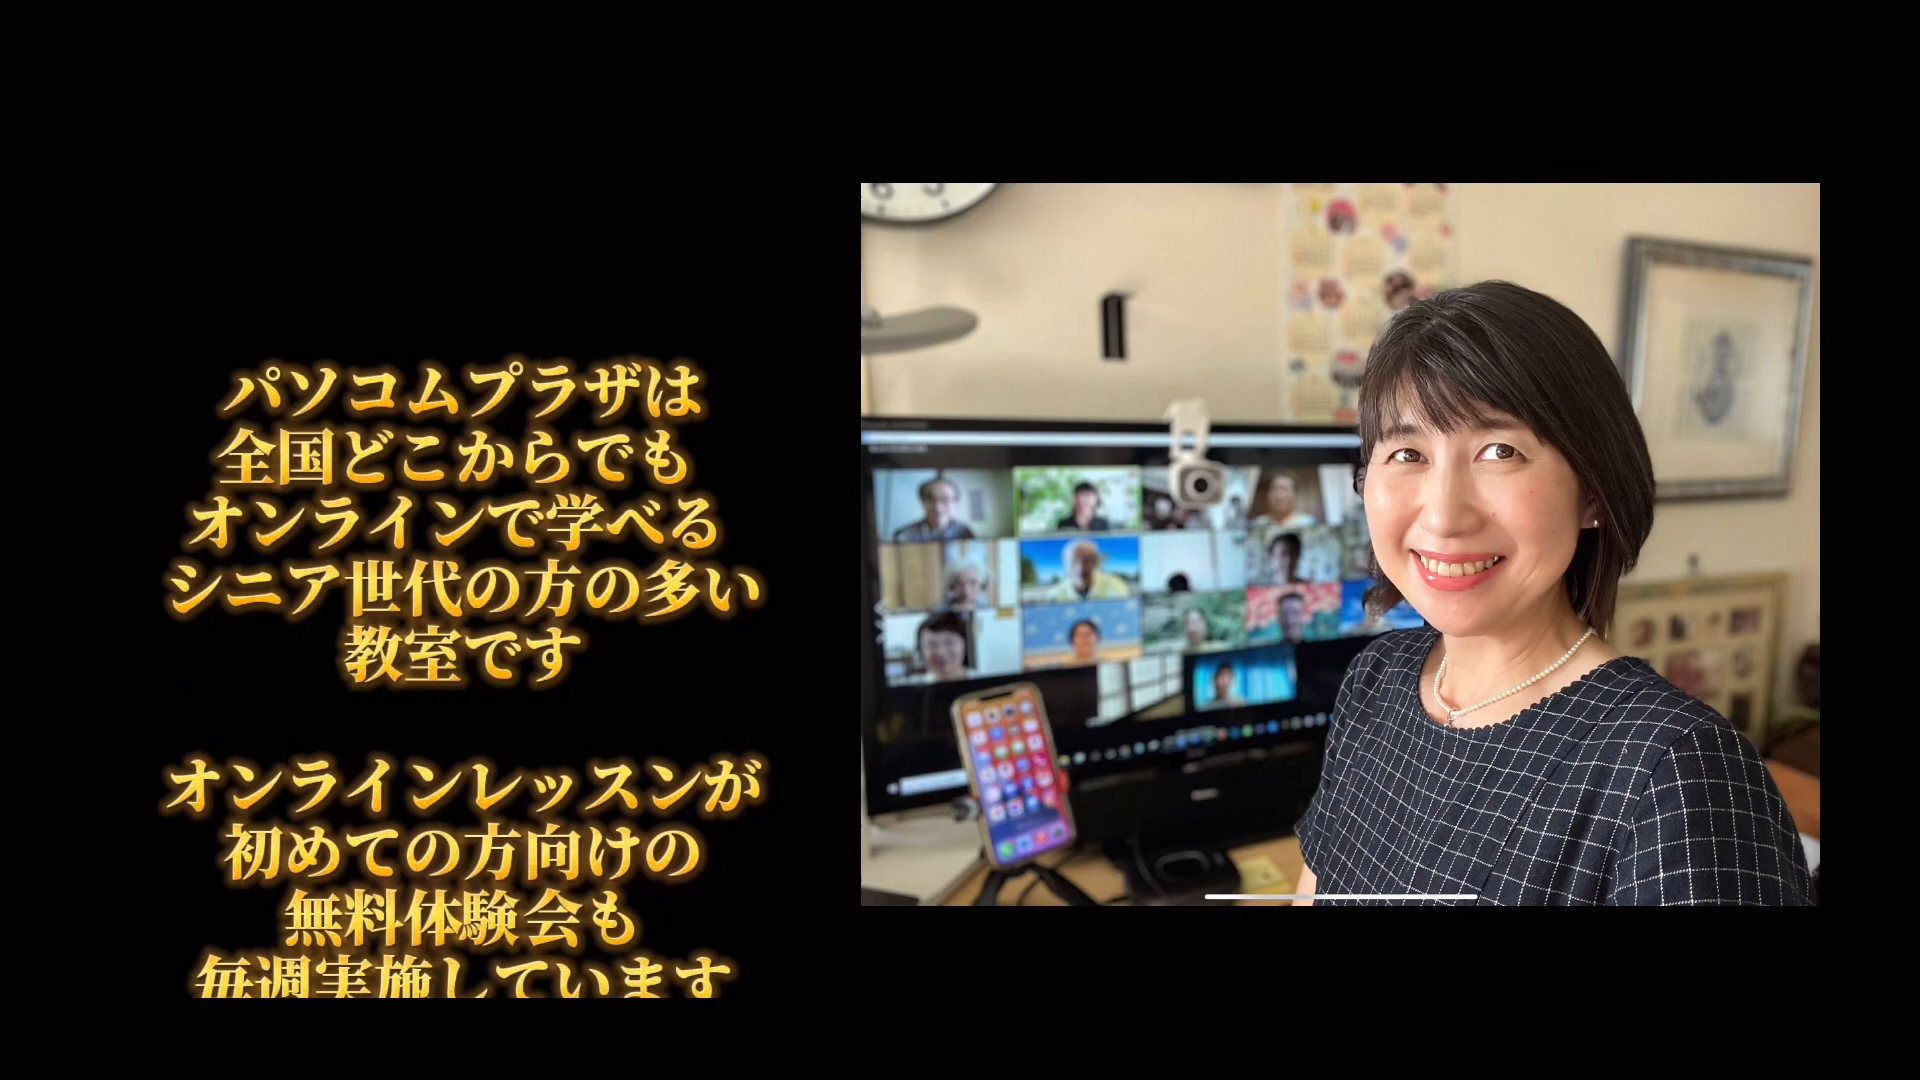 パソコムプラザは
全国どこからでも
オンラインで学べる
シニア世代の方の多い
教室です
オンラインレッスンが
初めての方向けの
無料体験会も
毎週実施しています